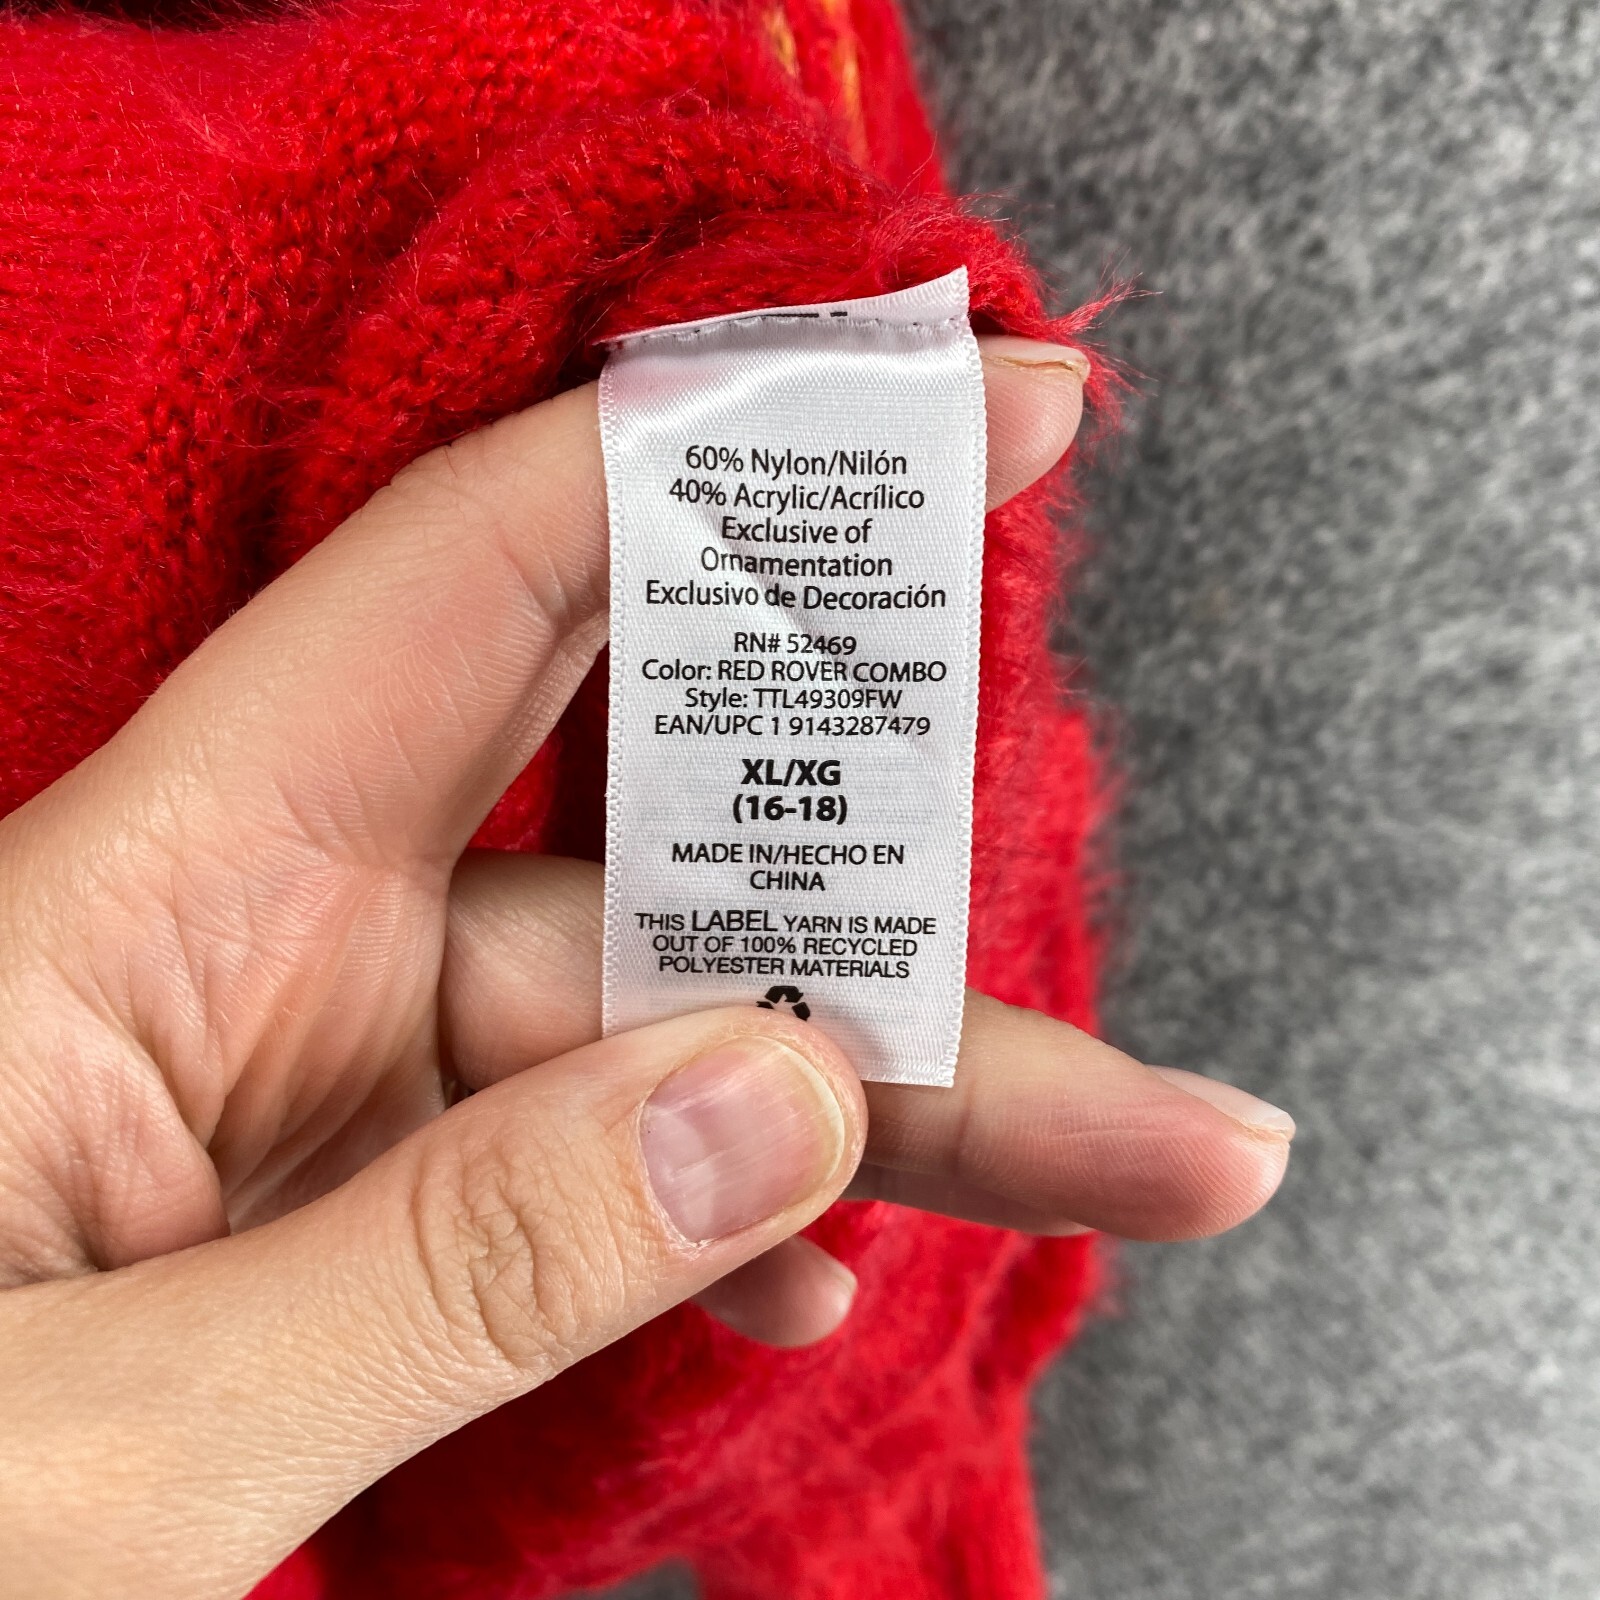 60% Nylon/Nilón
40% Acrylic/Acrílico
Exclusive of
Ornamentation
Exclusivo de Decoración
RN# 52469
Color: RED ROVER COMBO
Style: TTL49309FW
EAN/UPC 1 9143287479
XL/XG
(16-18)
MADE IN/HECHO EN
CHINA
THIS LABEL YARN IS MADE
OUT OF 100% RECYCLED
POLYESTER MATERIALS